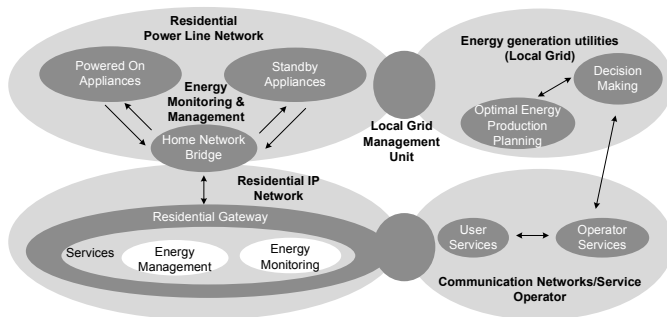 Residential
Power Line Network
Powered On
Appliances
Standby
Appliances
Energy
Monitoring &
Management
Home Network
Bridge
Local Grid
Management
Unit
Energy generation utilities
(Local Grid)
Decision
Making
Optimal Energy
Production
Planning
Residential IP
Network
Residential Gateway
Services
Energy
Management
Energy
Monitoring
User
Services
Operator
Services
Communication Networks/Service
Operator